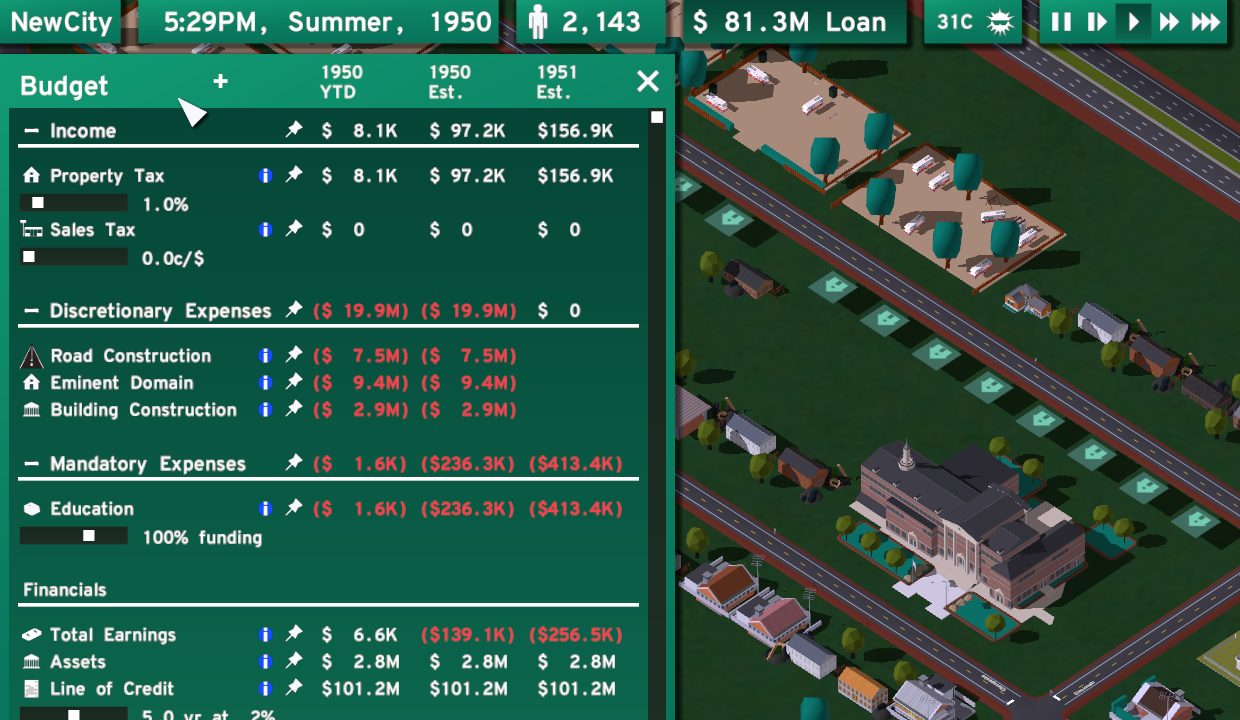 NewCity 5:29PM, Summer, 1950 2,143 $ 81.3M Loan 31C
Budget + 1950 YTD 1950 Est. 1951 Est.
Income $ 8.1K $ 97.2K $156.9K
Property Tax $ 8.1K $ 97.2K $156.9K
1.0%
Sales Tax $ 0 $ 0 $ 0
0.0c/$
Discretionary Expenses ($ 19.9M) ($ 19.9M) $ 0
Road Construction ($ 7.5M) ($ 7.5M)
Eminent Domain ($ 9.4M) ($ 9.4M)
Building Construction ($ 2.9M) ($ 2.9M)
Mandatory Expenses ($ 1.6K) ($236.3K) ($413.4K)
Education ($ 1.6K) ($236.3K) ($413.4K)
100% funding
Financials
Total Earnings $ 6.6K ($139.1K) ($256.5K)
Assets $ 2.8M $ 2.8M $ 2.8M
Line of Credit $101.2M $101.2M $101.2M
5.0 yr at 2%